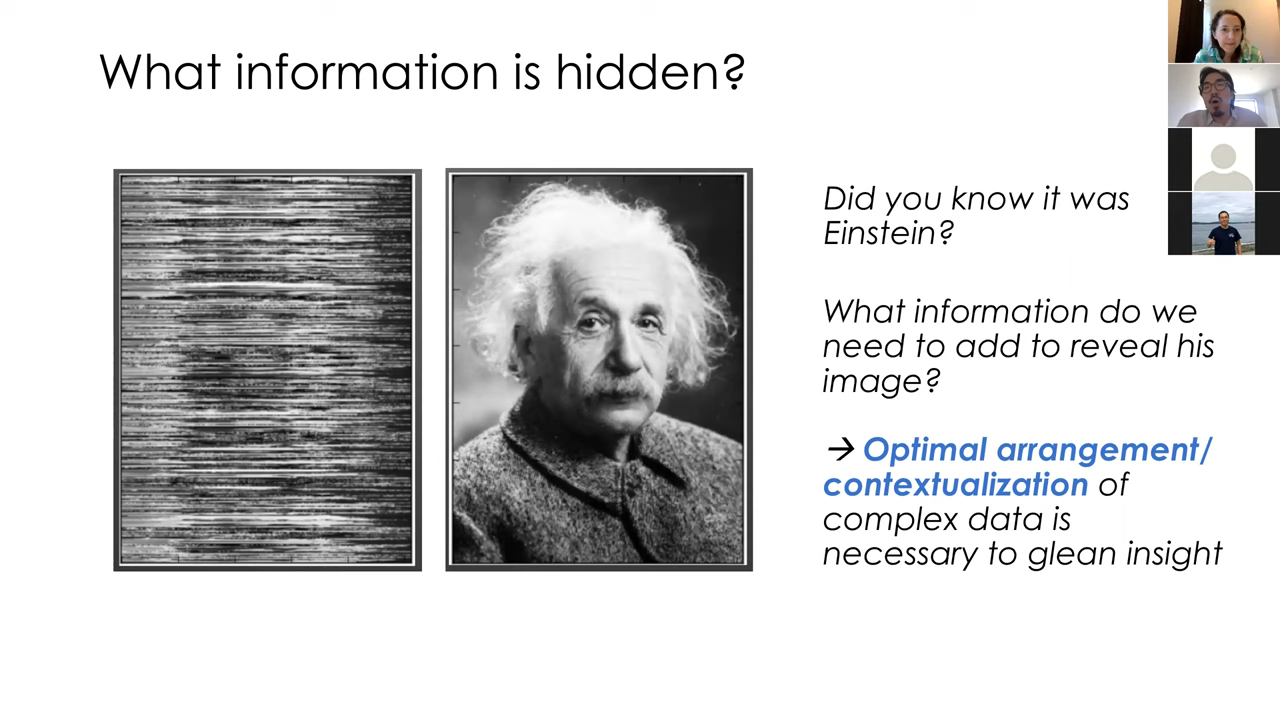 What information is hidden?
Did you know it was
Einstein?
What information do we
need to add to reveal his
image?
→ Optimal arrangement/
contextualization of
complex data is
necessary to glean insight